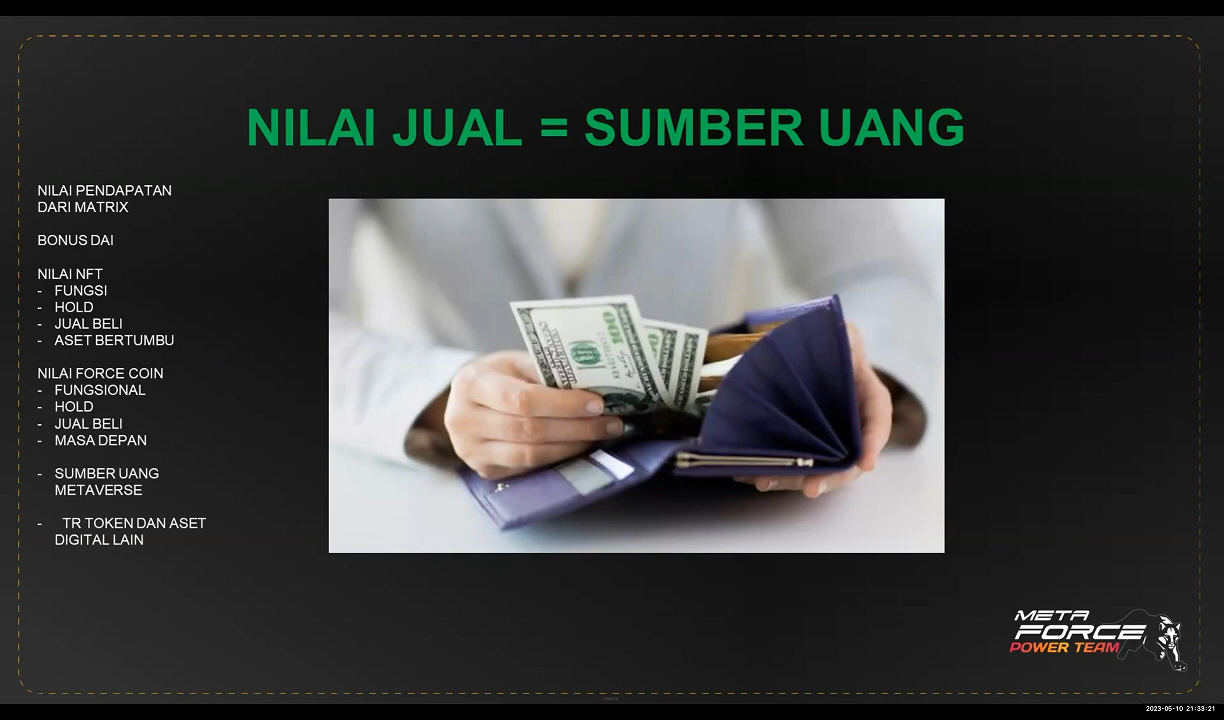 NILAI JUAL = SUMBER UANG
NILAI PENDAPATAN
DARI MATRIX
BONUS DAI
NILAI NFT
- FUNGSI
- HOLD
- JUAL BELI
- ASET BERTUMBU
NILAI FORCE COIN
- FUNGSIONAL
- HOLD
- JUAL BELI
- MASA DEPAN
- SUMBER UANG
METAVERSE
- TR TOKEN DAN ASET
DIGITAL LAIN
100
META
FORCE
POWER TEAM
2023-05-10 21:33:21